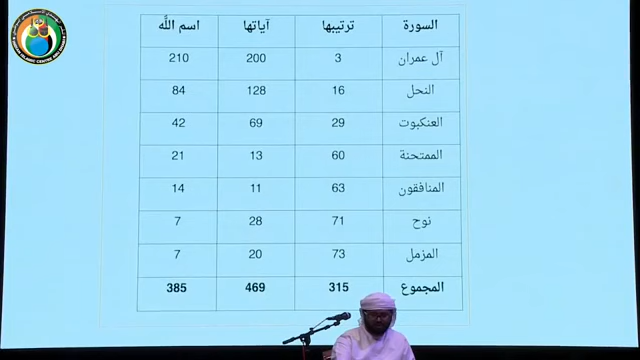 السورة ترتيبها آياتها اسم اللَّه
آل عمران 3 200 210
النحل 16 128 84
العنكبوت 29 69 42
الممتحنة 60 13 21
المنافقون 63 11 14
نوح 71 28 7
المزمل 73 20 7
المجموع 315 469 385